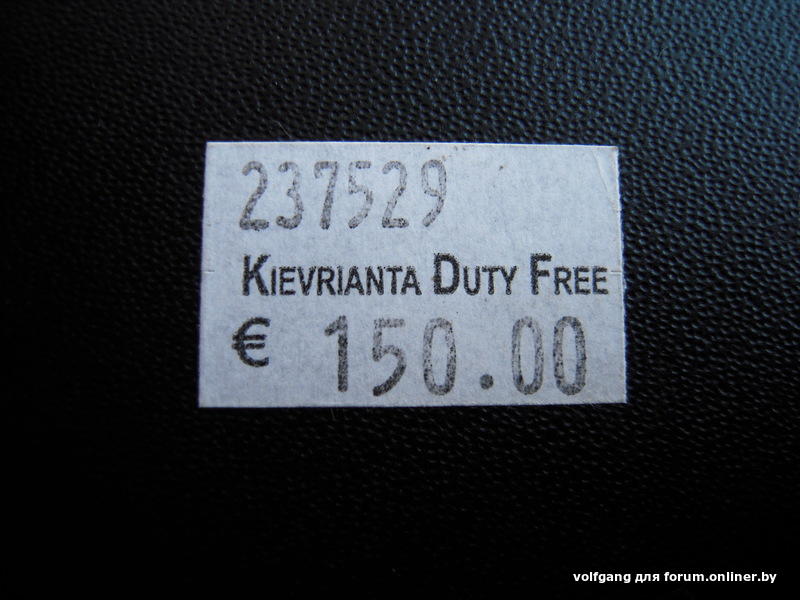 237529
KIEVRIANTA DUTY FREE
€ 150.00
volfgang для forum.onliner.by